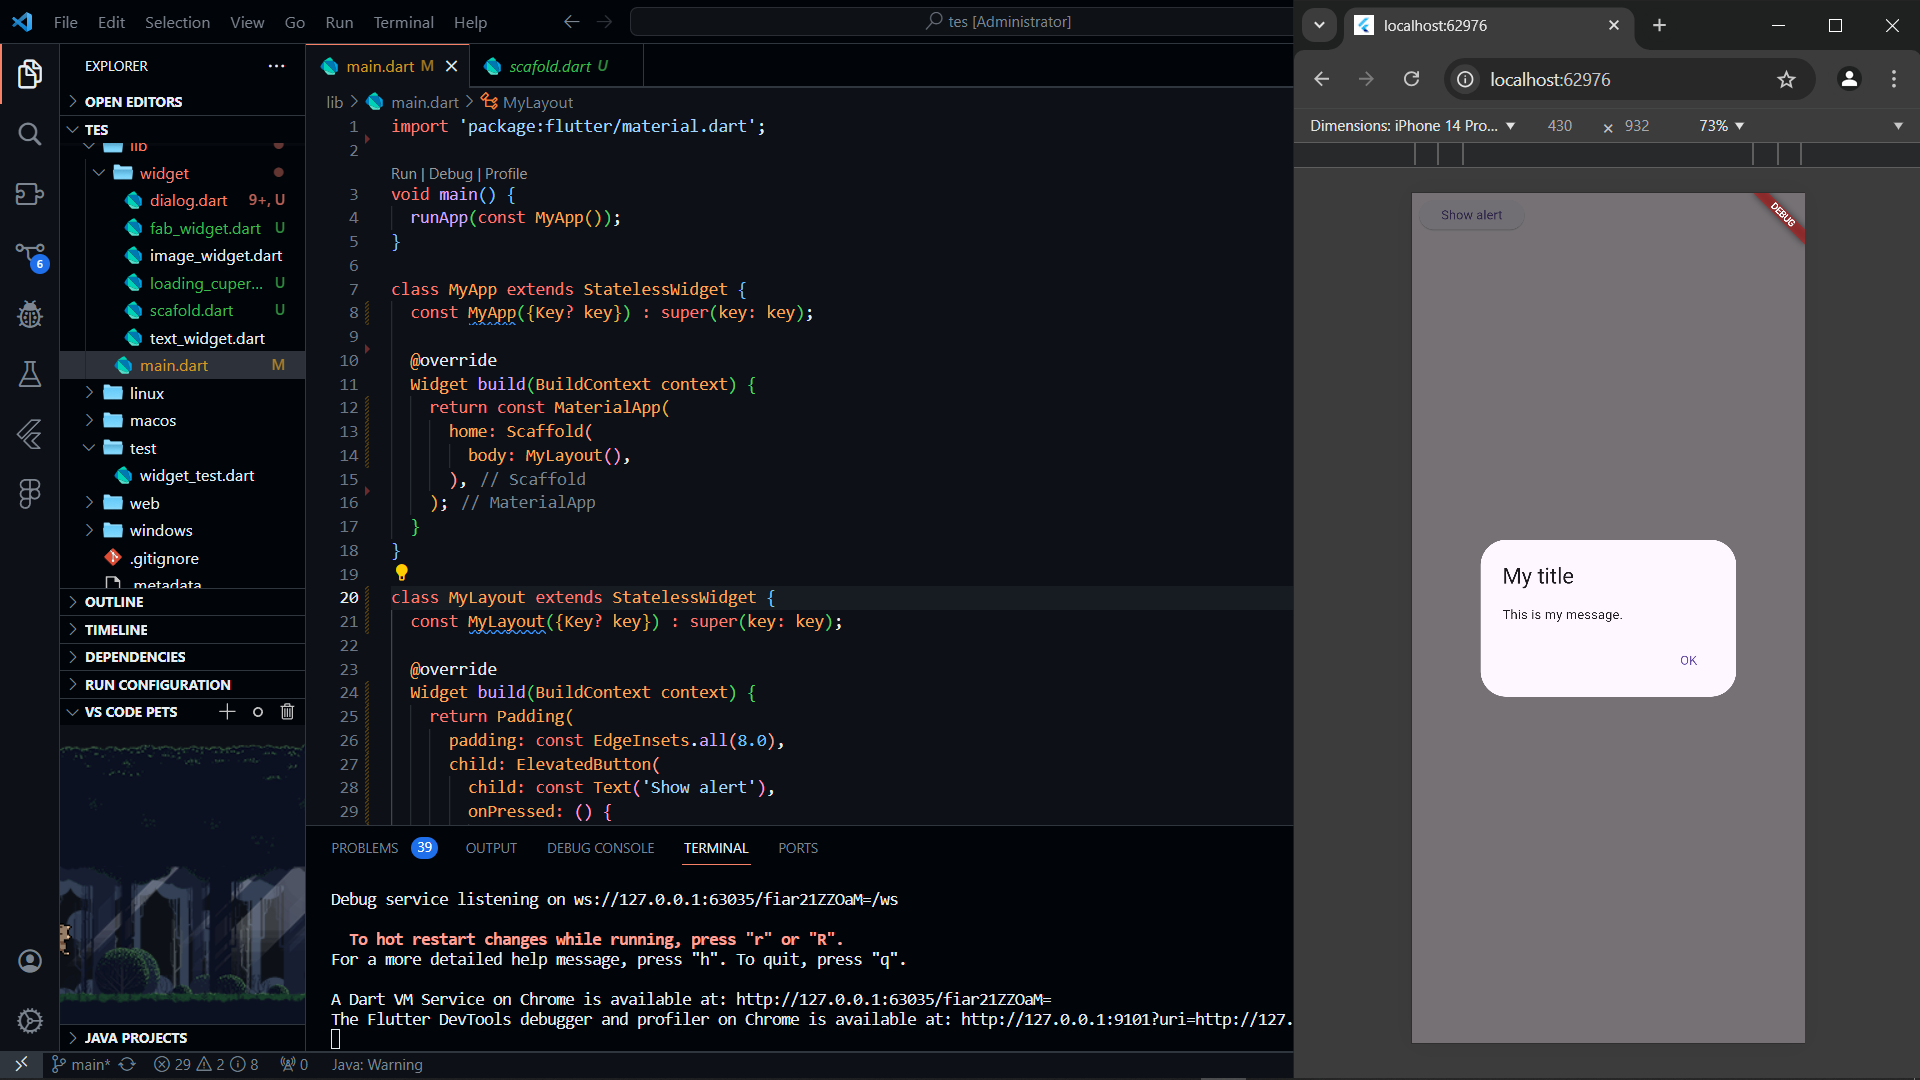 File Edit Selection View Go Run Terminal Help
tes [Administrator]
EXPLORER
OPEN EDITORS
TES
lib
widget
dialog.dart 9+, U
fab_widget.dart U
image_widget.dart
loading_cuper... U
scafold.dart U
text_widget.dart
main.dart M
linux
macos
test
widget_test.dart
web
windows
.gitignore
.metadata
OUTLINE
TIMELINE
DEPENDENCIES
RUN CONFIGURATION
VS CODE PETS
JAVA PROJECTS
6
main.dart M
scafold.dart U
lib > main.dart > MyLayout
1 import 'package:flutter/material.dart';
2
Run | Debug | Profile
3 void main() {
4 runApp(const MyApp());
5 }
6
7 class MyApp extends StatelessWidget {
8 const MyApp({Key? key}) : super(key: key);
9
10 @override
11 Widget build(BuildContext context) {
12 return const MaterialApp(
13 home: Scaffold(
14 body: MyLayout(),
15 ), // Scaffold
16 ); // MaterialApp
17 }
18 }
19
20 class MyLayout extends StatelessWidget {
21 const MyLayout({Key? key}) : super(key: key);
22
23 @override
24 Widget build(BuildContext context) {
25 return Padding(
26 padding: const EdgeInsets.all(8.0),
27 child: ElevatedButton(
28 child: const Text('Show alert'),
29 onPressed: () {
PROBLEMS 39 OUTPUT DEBUG CONSOLE TERMINAL PORTS
Debug service listening on ws://127.0.0.1:63035/fiar21ZZOaM=/ws
To hot restart changes while running, press "r" or "R".
For a more detailed help message, press "h". To quit, press "q".
A Dart VM Service on Chrome is available at: http://127.0.0.1:63035/fiar21ZZOaM=
The Flutter DevTools debugger and profiler on Chrome is available at: http://127.0.0.1:9101?uri=http://127.
main* 29 2 8 0 Java: Warning
localhost:62976
localhost:62976
Dimensions: iPhone 14 Pro... 430 × 932 73%
Show alert
DEBUG
My title
This is my message.
OK